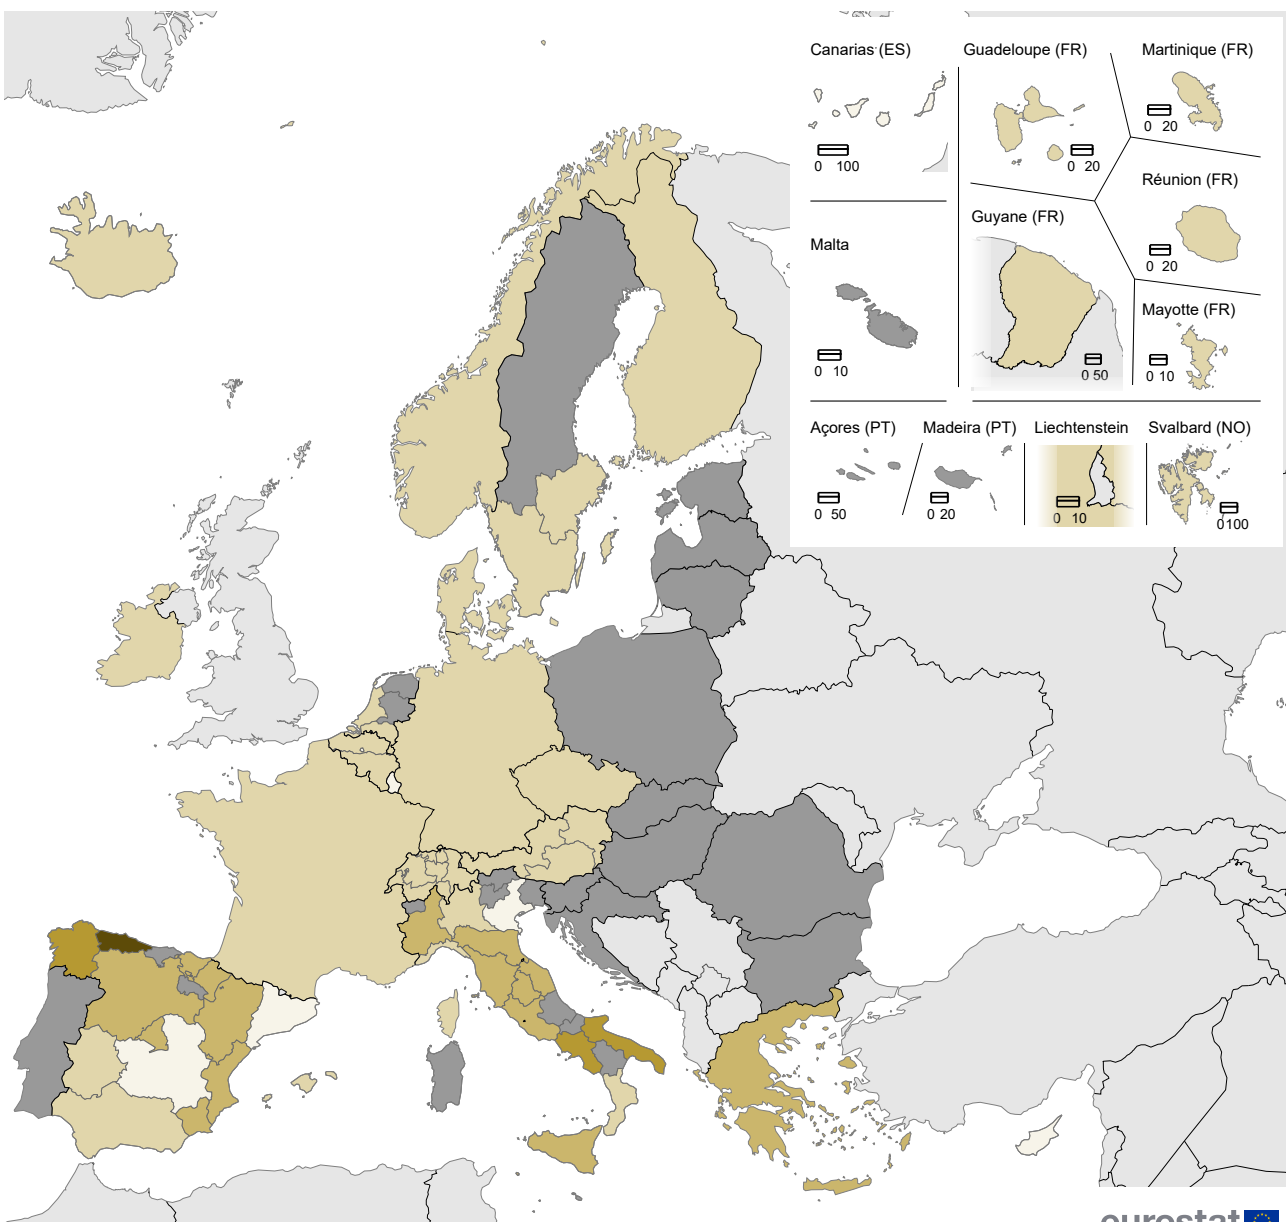 Canarias (ES)
0 100
Guadeloupe (FR)
0 20
Martinique (FR)
0 20
Réunion (FR)
0 20
Guyane (FR)
0 50
Malta
0 10
Mayotte (FR)
0 10
Açores (PT)
0 50
Madeira (PT)
0 20
Liechtenstein
0 10
Svalbard (NO)
0 100
eurostat